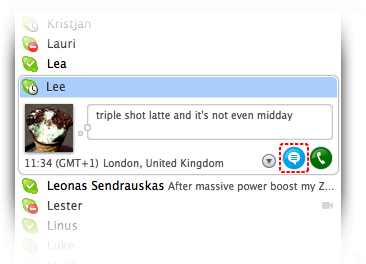 Kristjan
Lauri
Lea
Lee
triple shot latte and it's not even midday
11:34 (GMT+1) London, United Kingdom
Leonas Sendrauskas After massive power boost my Z...
Lester
Linus
Luke